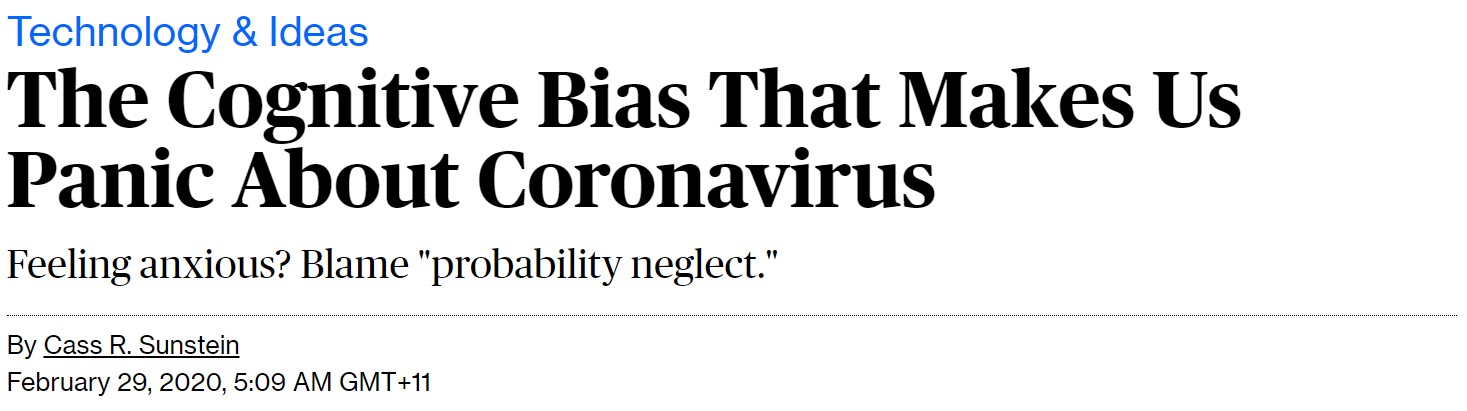 Technology & Ideas
The Cognitive Bias That Makes Us
Panic About Coronavirus
Feeling anxious? Blame "probability neglect."
By Cass R. Sunstein
February 29, 2020, 5:09 AM GMT+11